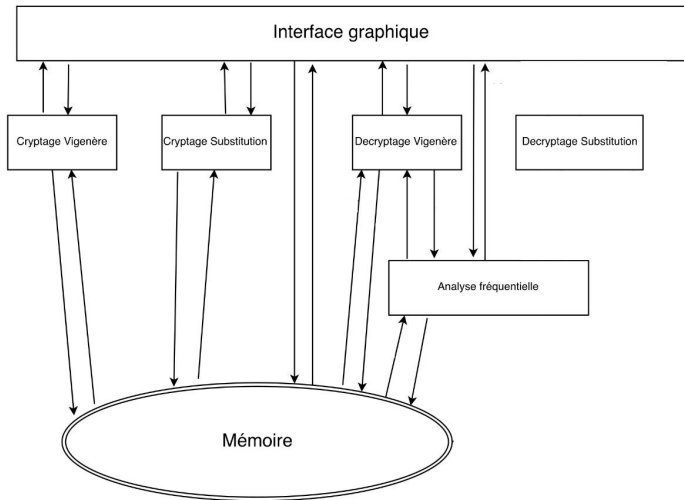 Interface graphique
Cryptage Vigenère
Cryptage Substitution
Decryptage Vigenère
Decryptage Substitution
Analyse fréquentielle
Mémoire